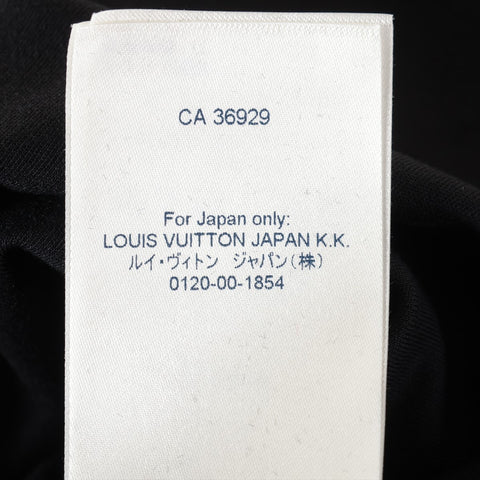 CA 36929
For Japan only:
LOUIS VUITTON JAPAN K.K.
ルイ・ヴィトン ジャパン(株)
0120-00-1854